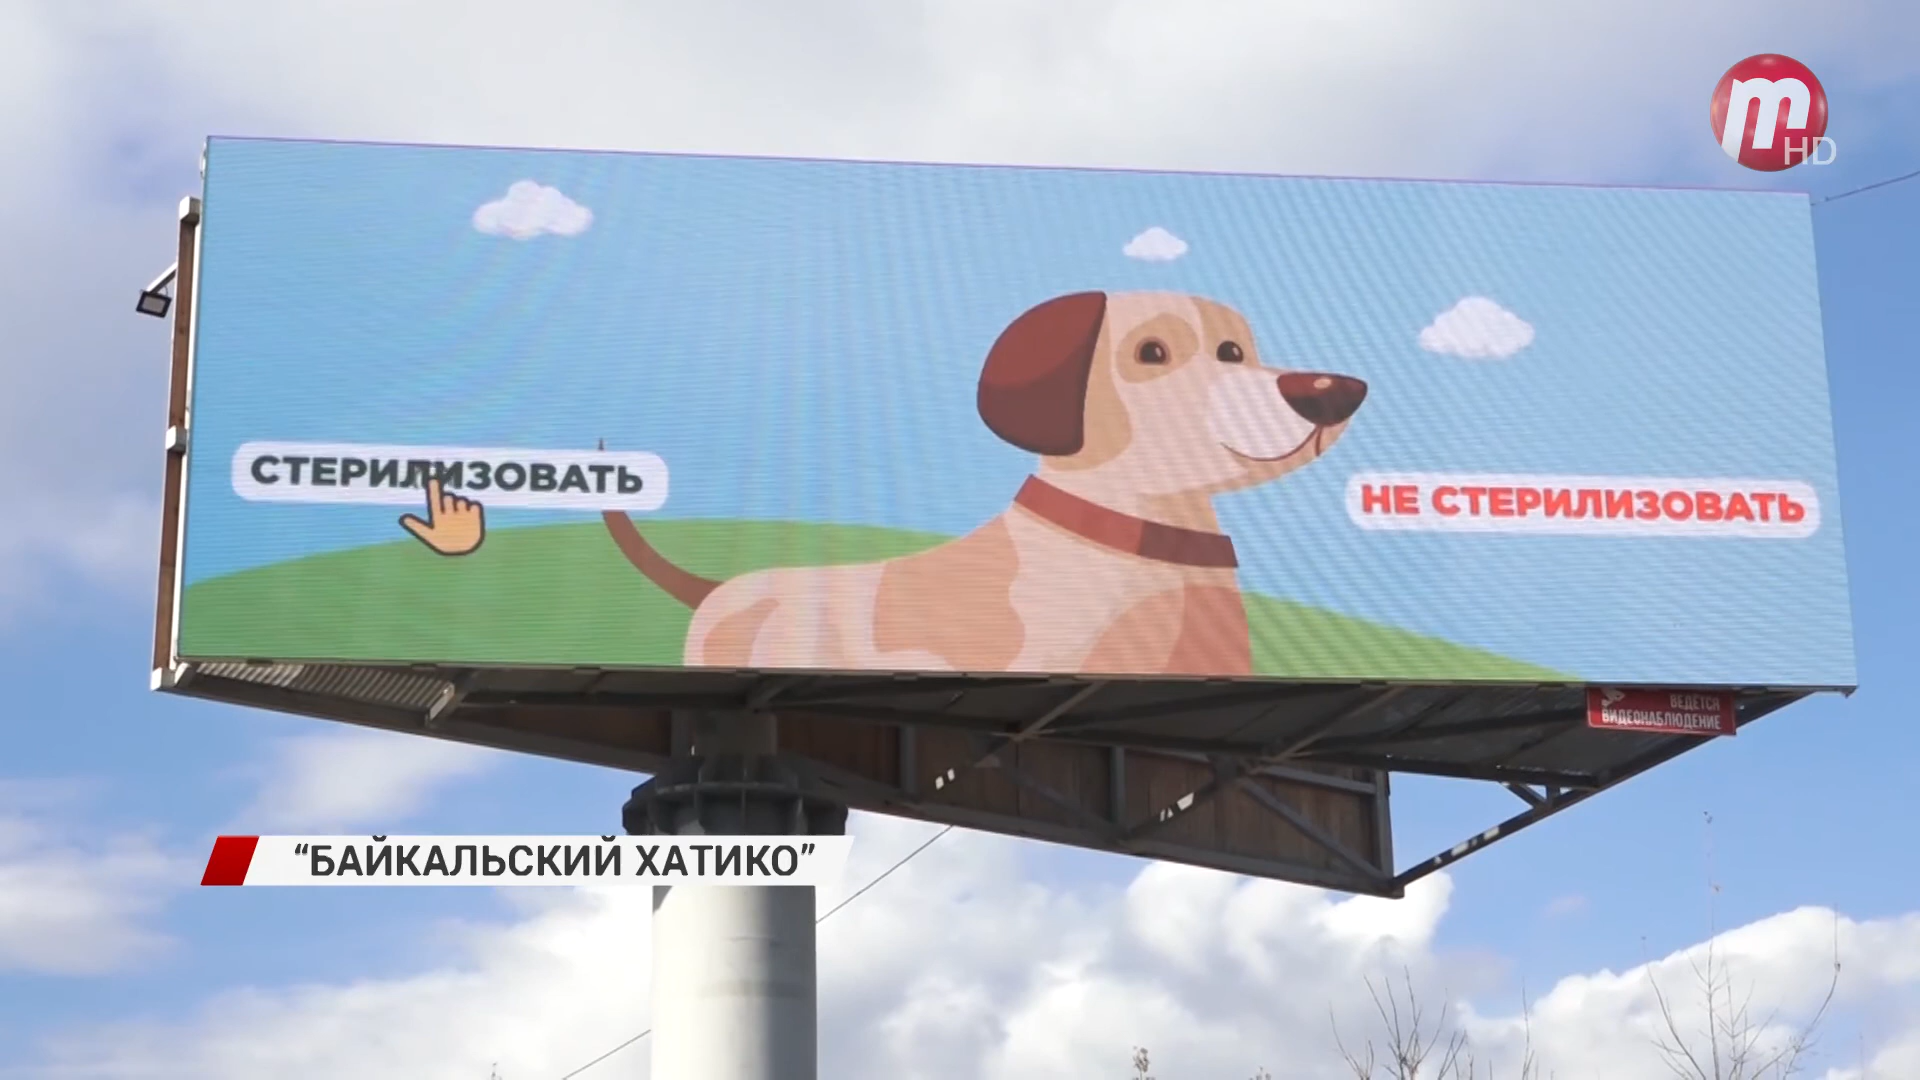 m HD
СТЕРИЛИЗОВАТЬ
НЕ СТЕРИЛИЗОВАТЬ
ВЕДЁТСЯ
ВИДЕОНАБЛЮДЕНИЕ
“БАЙКАЛЬСКИЙ ХАТИКО”